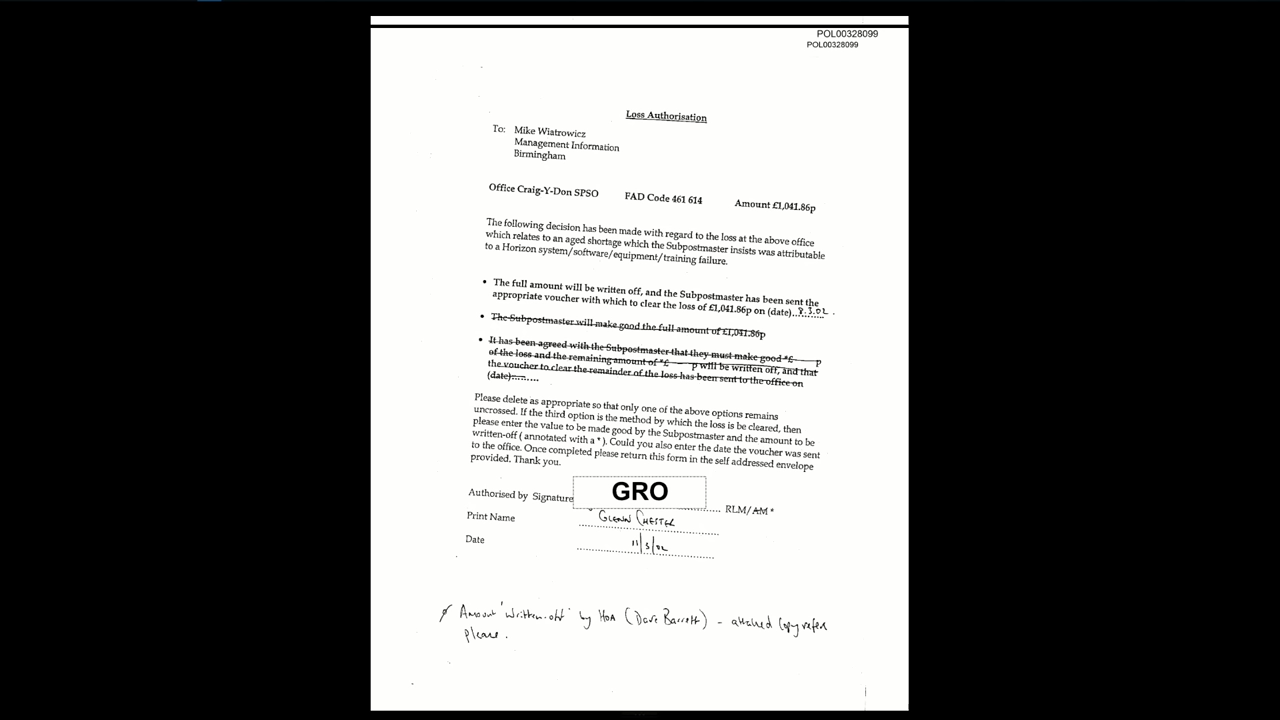 POL00328099
POL00328099
Loss Authorisation
To: Mike Wiatrowicz
Management Information
Birmingham
Office Craig-Y-Don SPSO FAD Code 461 614 Amount £1,041.86p
The following decision has been made with regard to the loss at the above office
which relates to an aged shortage which the Subpostmaster insists was attributable
to a Horizon system/software/equipment/training failure.
• The full amount will be written off, and the Subpostmaster has been sent the
appropriate voucher with which to clear the loss of £1,041.86p on (date)..8.3.02.
• The Subpostmaster will make good the full amount of £1,041.86p
• It has been agreed with the Subpostmaster that they must make good *£ p
of the loss and the remaining amount of *£ p will be written off, and that
the voucher to clear the remainder of the loss has been sent to the office on
(date).........
Please delete as appropriate so that only one of the above options remains
uncrossed. If the third option is the method by which the loss is be cleared, then
please enter the value to be made good by the Subpostmaster and the amount to be
written-off ( annotated with a * ). Could you also enter the date the voucher was sent
to the office. Once completed please return this form in the self addressed envelope
provided. Thank you.
Authorised by Signature GRO RLM/AM *
Print Name GLENN CHESTER
Date 11/3/02
Amount 'written-off' by HOA (Dave Barrett) - attached copy refers
please.